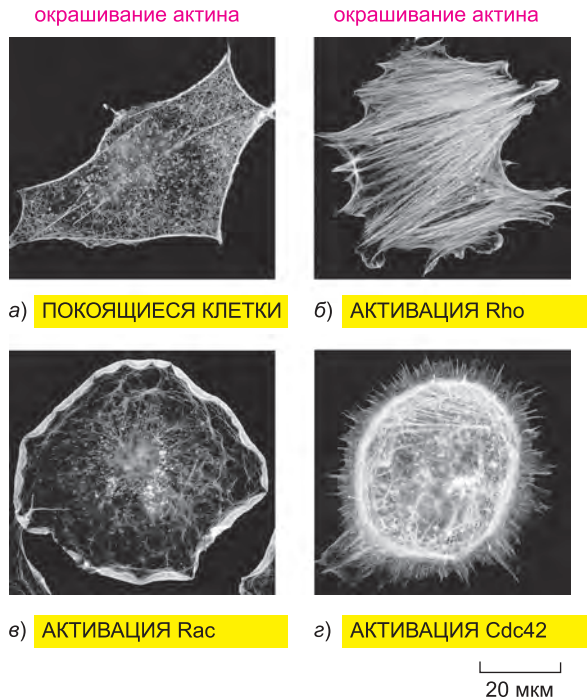 окрашивание актина
окрашивание актина
а) ПОКОЯЩИЕСЯ КЛЕТКИ
б) АКТИВАЦИЯ Rho
в) АКТИВАЦИЯ Rac
г) АКТИВАЦИЯ Cdc42
20 мкм